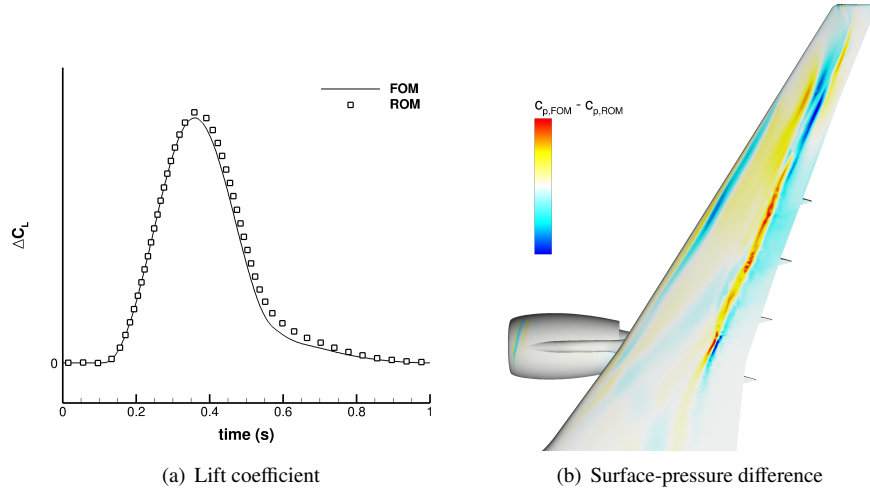 FOM
ROM
ΔC_L
0
0 0.2 0.4 0.6 0.8 1
time (s)
(a) Lift coefficient
C_p,FOM - C_p,ROM
(b) Surface-pressure difference